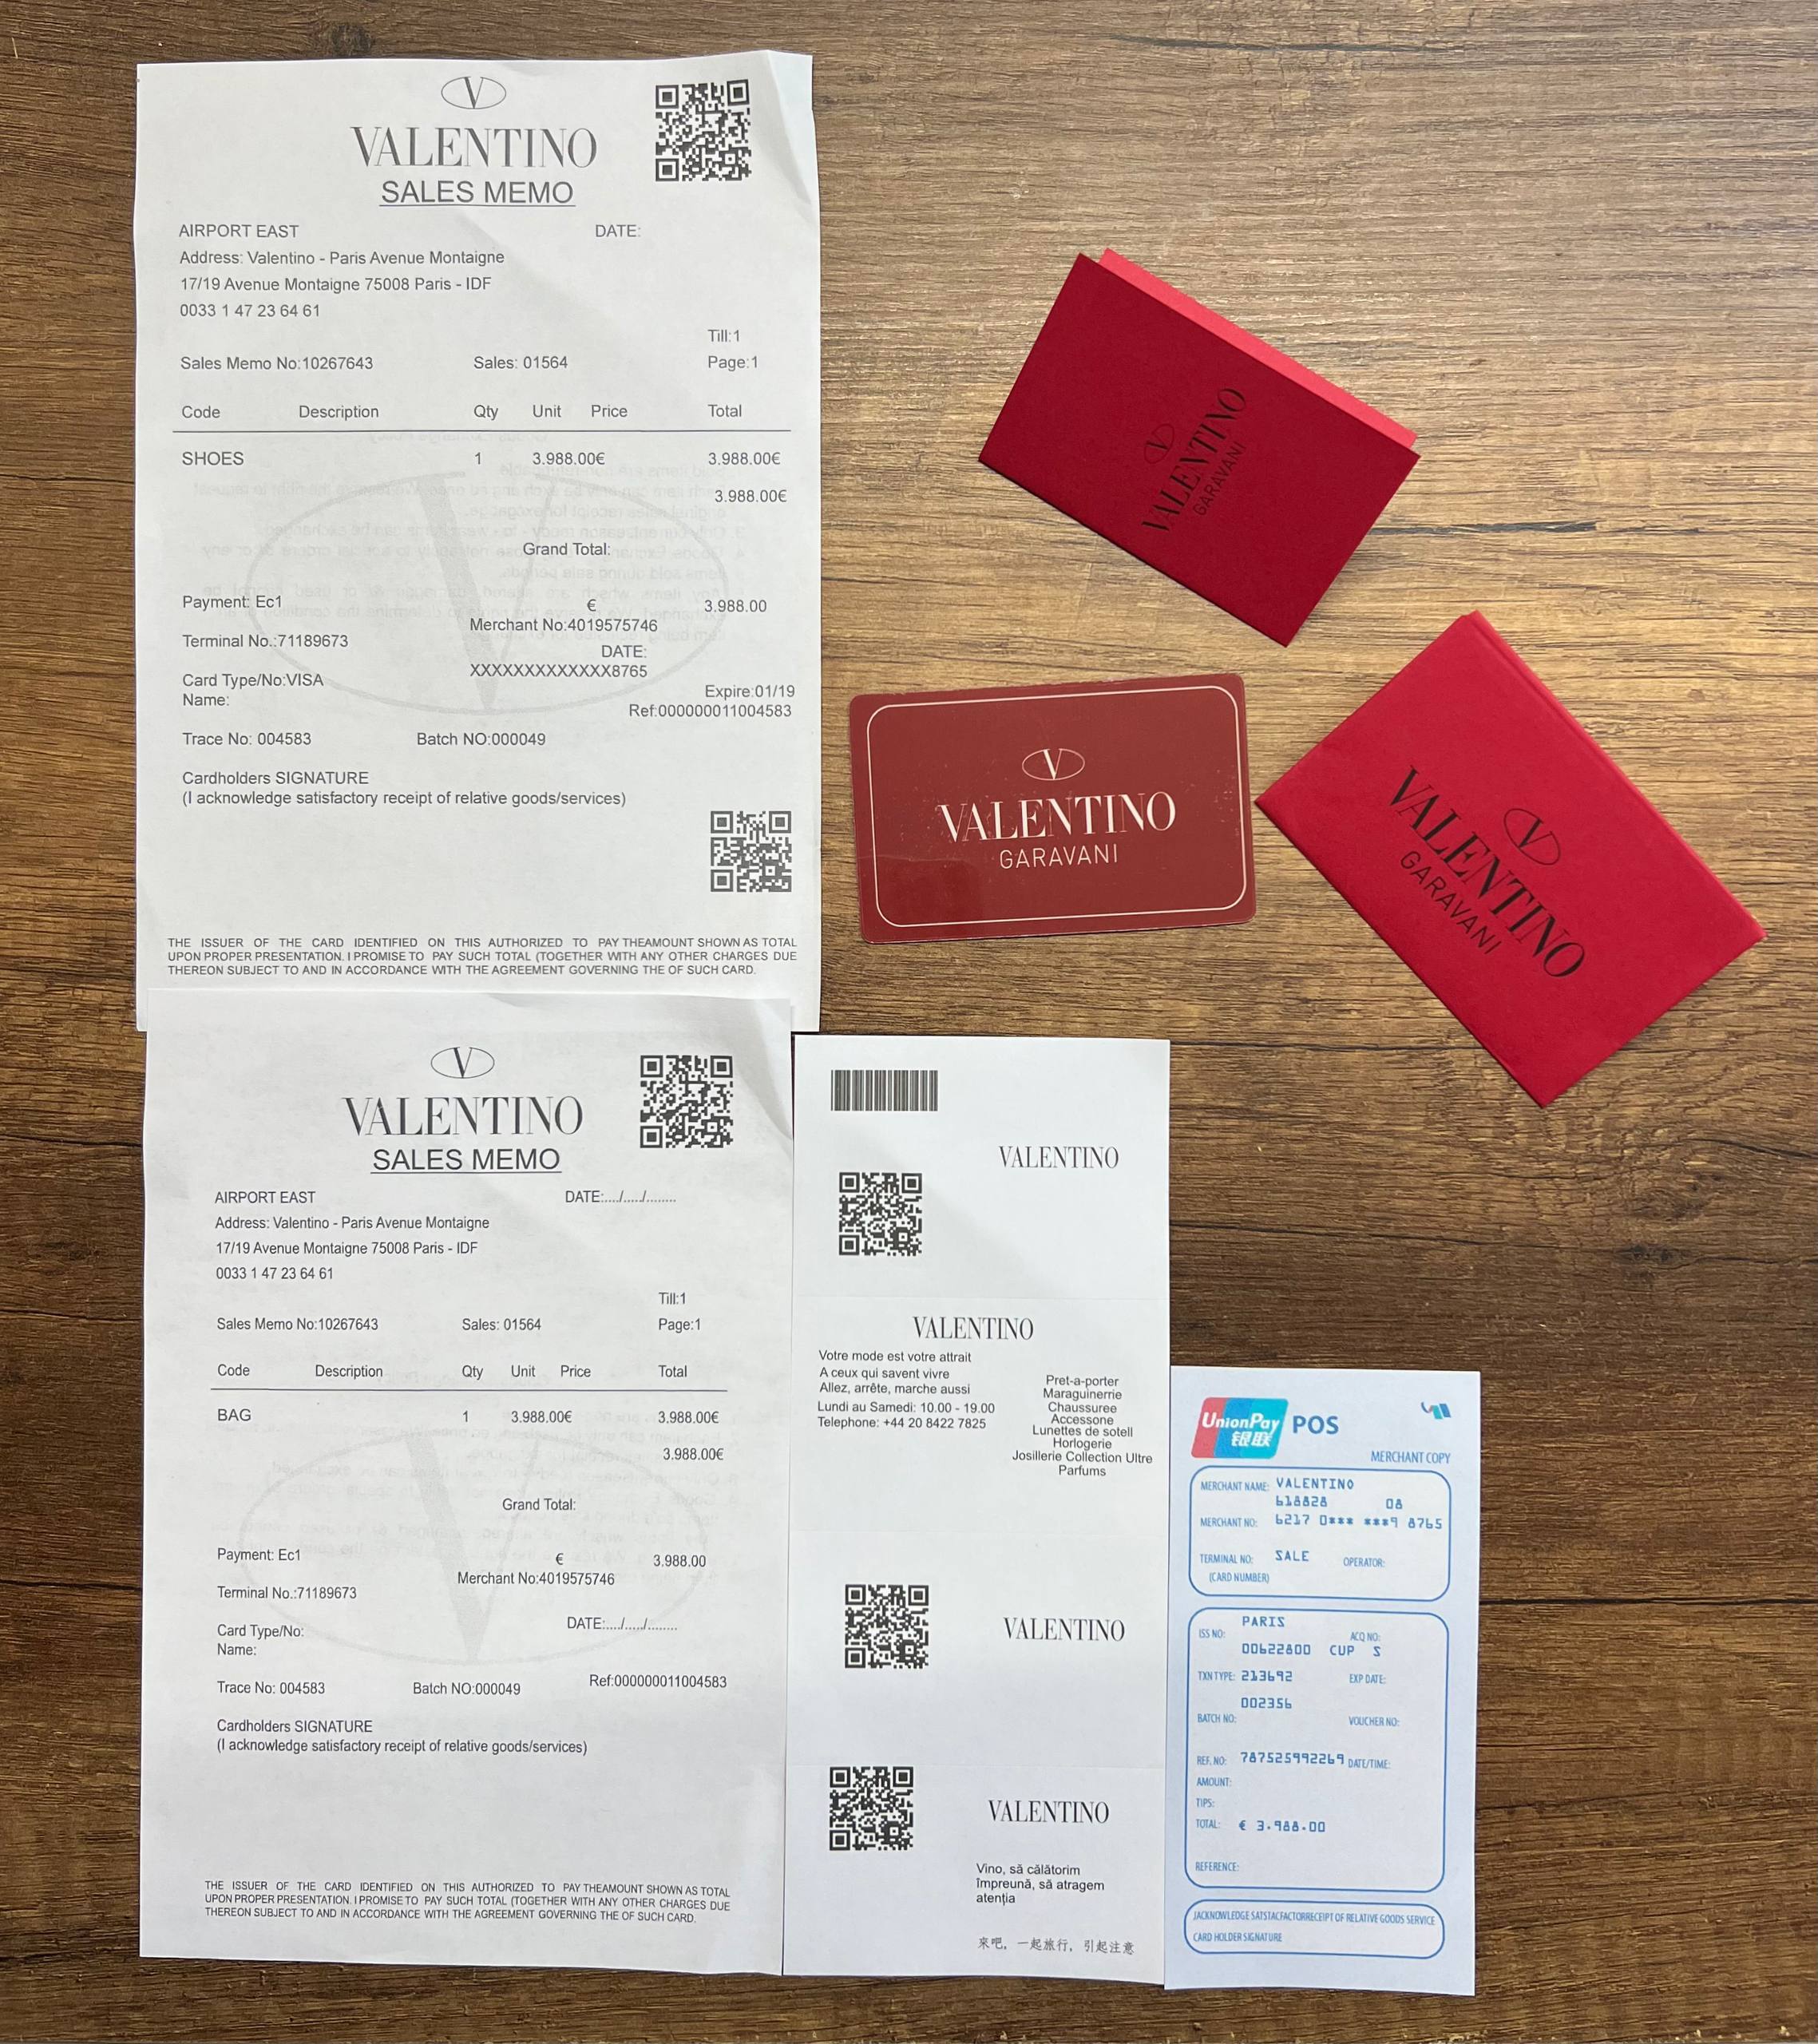 V
VALENTINO
SALES MEMO
AIRPORT EAST DATE:
Address: Valentino - Paris Avenue Montaigne
17/19 Avenue Montaigne 75008 Paris - IDF
0033 1 47 23 64 61
Till:1
Sales Memo No:10267643 Sales: 01564 Page:1
Code Description Qty Unit Price Total
SHOES 1 3.988.00€ 3.988.00€
3.988.00€
Grand Total:
Payment: Ec1 € 3.988.00
Merchant No:4019575746
Terminal No.:71189673
DATE:
XXXXXXXXXXXXX8765
Card Type/No:VISA
Expire:01/19
Name:
Ref:000000011004583
Trace No: 004583 Batch NO:000049
Cardholders SIGNATURE
(I acknowledge satisfactory receipt of relative goods/services)
THE ISSUER OF THE CARD IDENTIFIED ON THIS AUTHORIZED TO PAY THEAMOUNT SHOWN AS TOTAL
UPON PROPER PRESENTATION. I PROMISE TO PAY SUCH TOTAL (TOGETHER WITH ANY OTHER CHARGES DUE
THEREON SUBJECT TO AND IN ACCORDANCE WITH THE AGREEMENT GOVERNING THE OF SUCH CARD.
V
VALENTINO
GARAVANI
V
VALENTINO
GARAVANI
V
VALENTINO
GARAVANI
V
VALENTINO
SALES MEMO
AIRPORT EAST DATE:..../...../........
Address: Valentino - Paris Avenue Montaigne
17/19 Avenue Montaigne 75008 Paris - IDF
0033 1 47 23 64 61
Till:1
Sales Memo No:10267643 Sales: 01564 Page:1
Code Description Qty Unit Price Total
BAG 1 3.988.00€ 3.988.00€
3.988.00€
Grand Total:
Payment: Ec1 € 3.988.00
Merchant No:4019575746
Terminal No.:71189673
DATE:..../...../........
Card Type/No:
Name:
Ref:000000011004583
Trace No: 004583 Batch NO:000049
Cardholders SIGNATURE
(I acknowledge satisfactory receipt of relative goods/services)
THE ISSUER OF THE CARD IDENTIFIED ON THIS AUTHORIZED TO PAY THEAMOUNT SHOWN AS TOTAL
UPON PROPER PRESENTATION. I PROMISE TO PAY SUCH TOTAL (TOGETHER WITH ANY OTHER CHARGES DUE
THEREON SUBJECT TO AND IN ACCORDANCE WITH THE AGREEMENT GOVERNING THE OF SUCH CARD.
VALENTINO
VALENTINO
Votre mode est votre attrait
A ceux qui savent vivre
Allez, arrête, marche aussi
Lundi au Samedi: 10.00 - 19.00
Telephone: +44 20 8422 7825
Pret-a-porter
Maraguinerrie
Chaussuree
Accessone
Lunettes de sotell
Horlogerie
Josillerie Collection Ultre
Parfums
VALENTINO
VALENTINO
Vino, să călătorim
împreună, să atragem
atenția
來吧，一起旅行，引起注意
UnionPay
银联
POS
MERCHANT COPY
MERCHANT NAME: VALENTINO
618828 08
MERCHANT NO: 6217 0*** ***9 8765
TERMINAL NO: SALE OPERATOR:
(CARD NUMBER)
PARIS
ISS NO: ACQ NO:
00622800 CUP S
TXN TYPE: 213692 EXP DATE:
002356
BATCH NO: VOUCHER NO:
REF. NO: 787525992269 DATE/TIME:
AMOUNT:
TIPS:
TOTAL: € 3.988.00
REFERENCE:
JACKNOWLEDGE SATSTACFACTORRECEIPT OF RELATIVE GOODS SERVICE
CARD HOLDER SIGNATURE